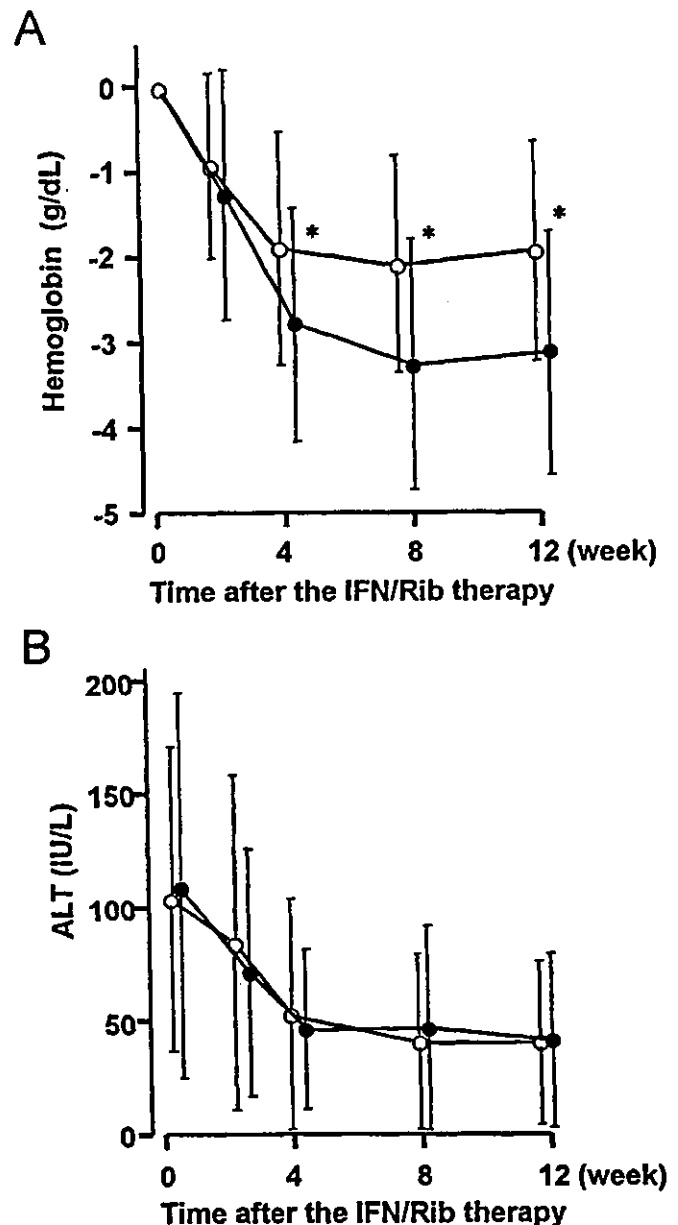 A
0
-1
-2
-3
-4
-5
Hemoglobin (g/dL)
*
*
*
0 4 8 12 (week)
Time after the IFN/Rib therapy
B
200
150
100
50
0
ALT (IU/L)
0 4 8 12 (week)
Time after the IFN/Rib therapy